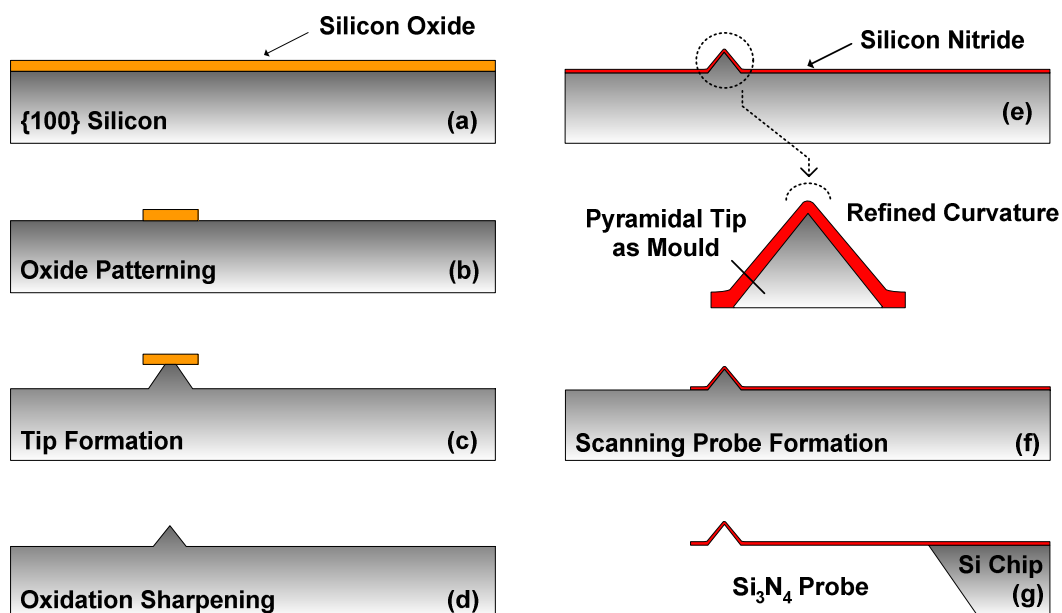 Silicon Oxide
{100} Silicon
(a)
Oxide Patterning
(b)
Tip Formation
(c)
Oxidation Sharpening
(d)
Silicon Nitride
(e)
Pyramidal Tip
as Mould
Refined Curvature
Scanning Probe Formation
(f)
Si₃N₄ Probe
Si Chip
(g)